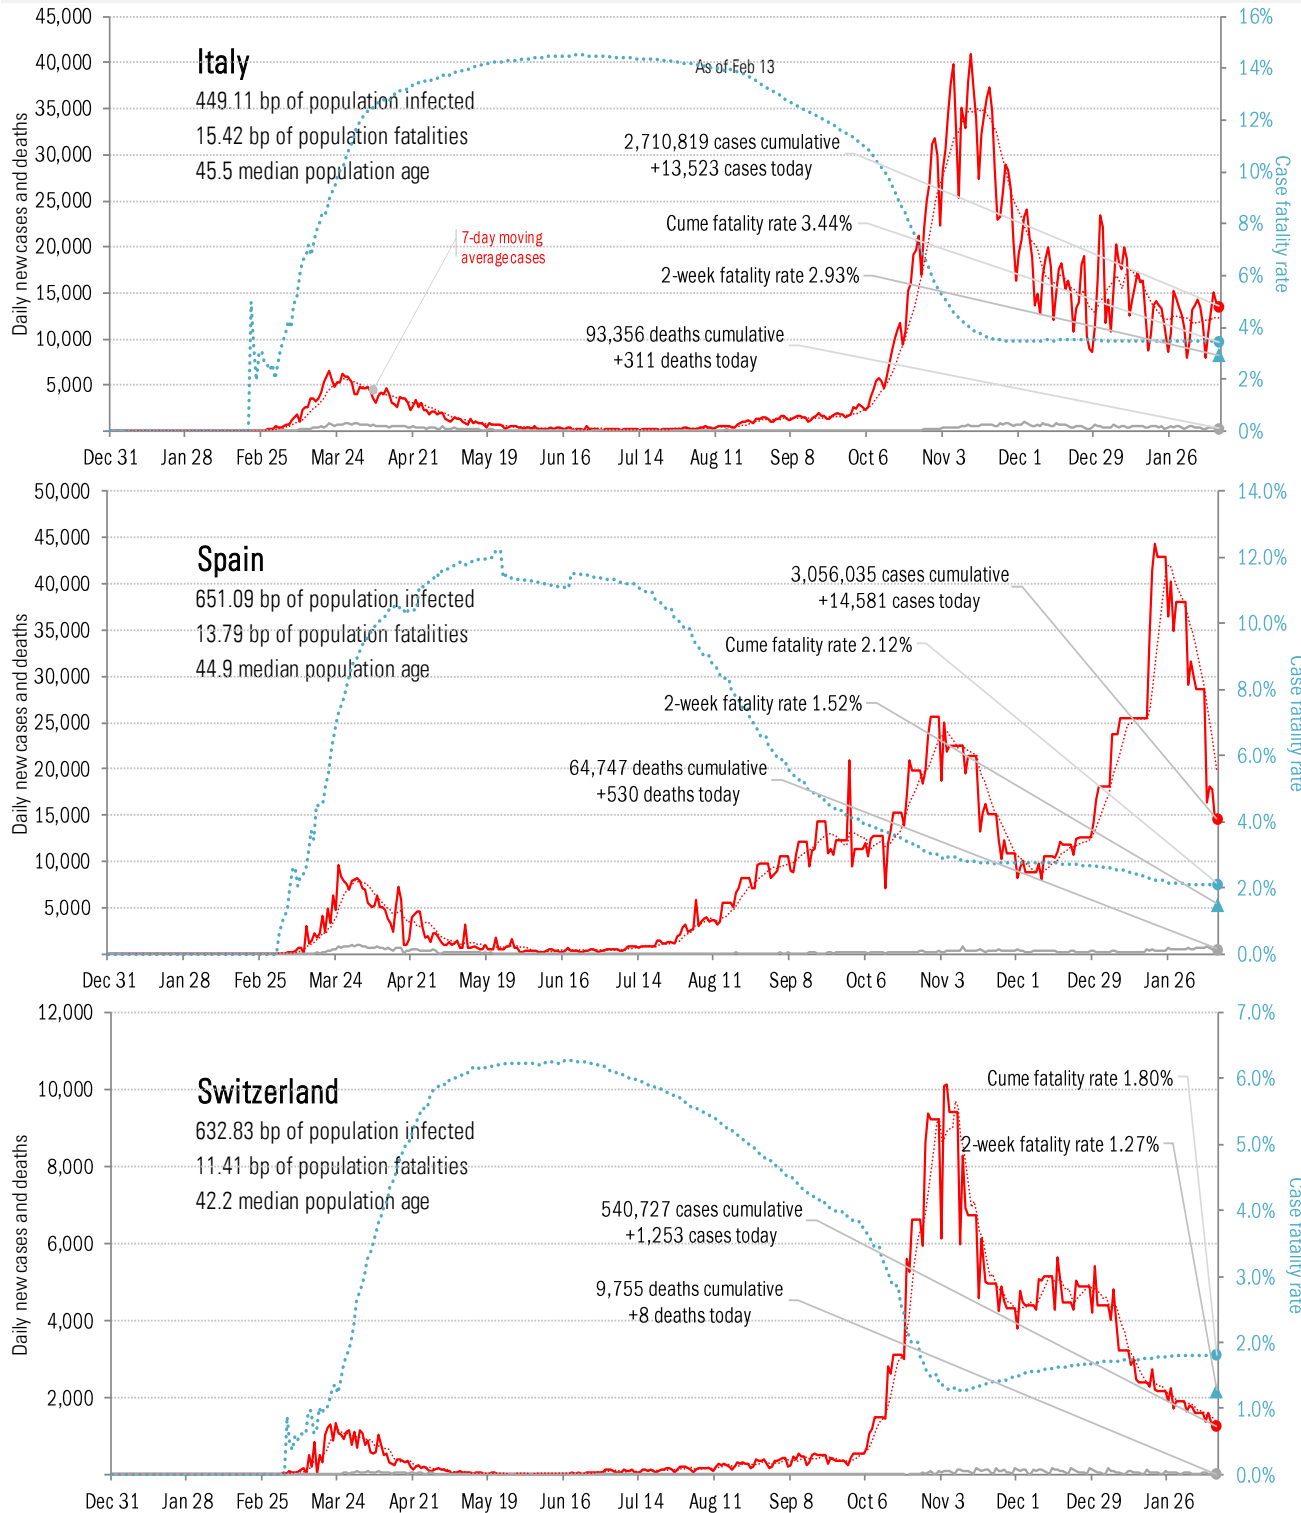 45,000
40,000
35,000
30,000
25,000
20,000
15,000
10,000
5,000
Daily new cases and deaths
Italy
449.11 bp of population infected
15.42 bp of population fatalities
45.5 median population age
As of Feb 13
7-day moving
average cases
2,710,819 cases cumulative
+13,523 cases today
Cume fatality rate 3.44%
2-week fatality rate 2.93%
93,356 deaths cumulative
+311 deaths today
16%
14%
12%
10%
8%
6%
4%
2%
0%
Case fatality rate
Dec 31 Jan 28 Feb 25 Mar 24 Apr 21 May 19 Jun 16 Jul 14 Aug 11 Sep 8 Oct 6 Nov 3 Dec 1 Dec 29 Jan 26
50,000
45,000
40,000
35,000
30,000
25,000
20,000
15,000
10,000
5,000
Daily new cases and deaths
Spain
651.09 bp of population infected
13.79 bp of population fatalities
44.9 median population age
3,056,035 cases cumulative
+14,581 cases today
Cume fatality rate 2.12%
2-week fatality rate 1.52%
64,747 deaths cumulative
+530 deaths today
14.0%
12.0%
10.0%
8.0%
6.0%
4.0%
2.0%
0.0%
Case fatality rate
Dec 31 Jan 28 Feb 25 Mar 24 Apr 21 May 19 Jun 16 Jul 14 Aug 11 Sep 8 Oct 6 Nov 3 Dec 1 Dec 29 Jan 26
12,000
10,000
8,000
6,000
4,000
2,000
Daily new cases and deaths
Switzerland
632.83 bp of population infected
11.41 bp of population fatalities
42.2 median population age
Cume fatality rate 1.80%
2-week fatality rate 1.27%
540,727 cases cumulative
+1,253 cases today
9,755 deaths cumulative
+8 deaths today
7.0%
6.0%
5.0%
4.0%
3.0%
2.0%
1.0%
0.0%
Case fatality rate
Dec 31 Jan 28 Feb 25 Mar 24 Apr 21 May 19 Jun 16 Jul 14 Aug 11 Sep 8 Oct 6 Nov 3 Dec 1 Dec 29 Jan 26